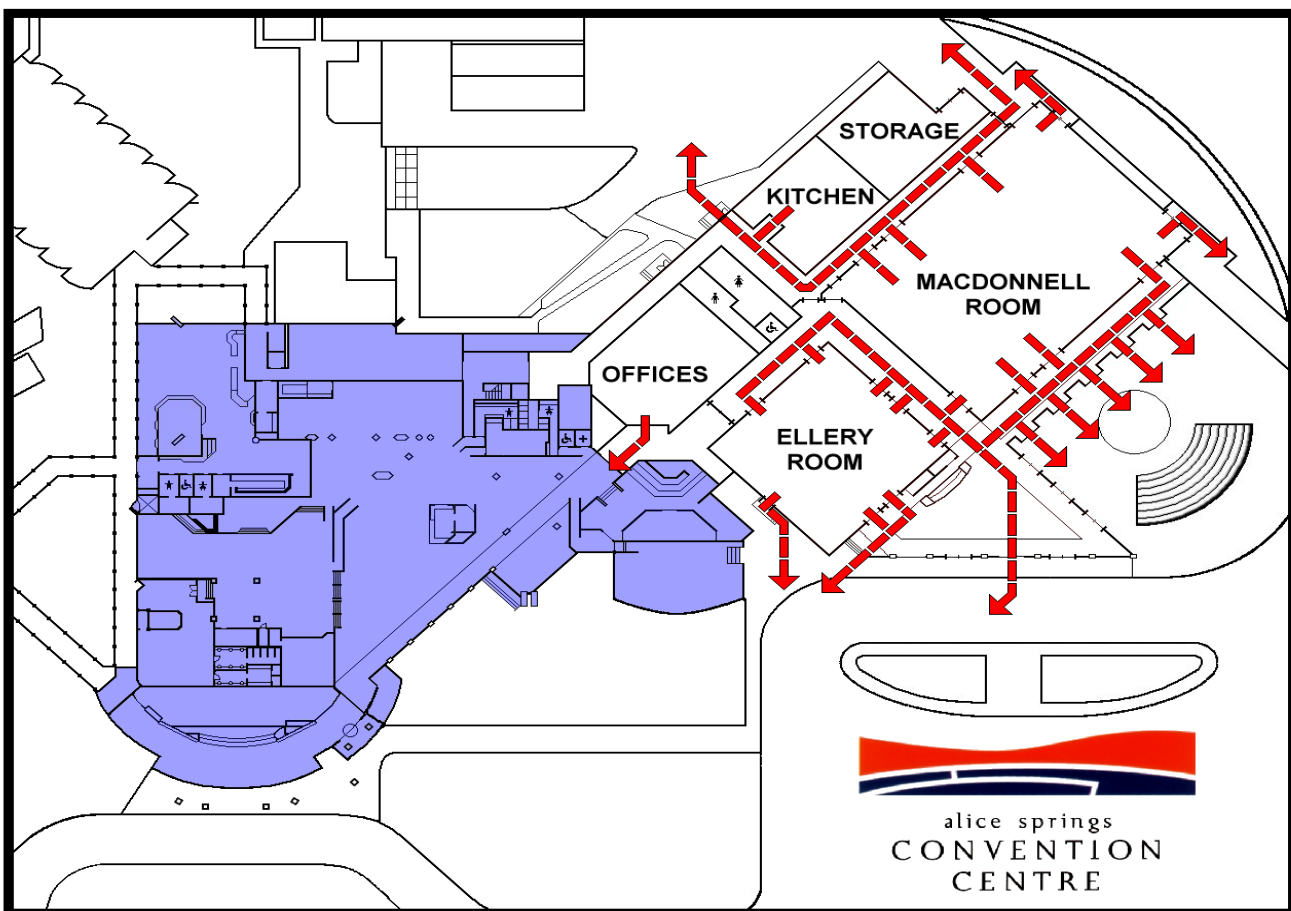 STORAGE
KITCHEN
MACDONNELL
ROOM
OFFICES
ELLERY
ROOM
alice springs
CONVENTION
CENTRE